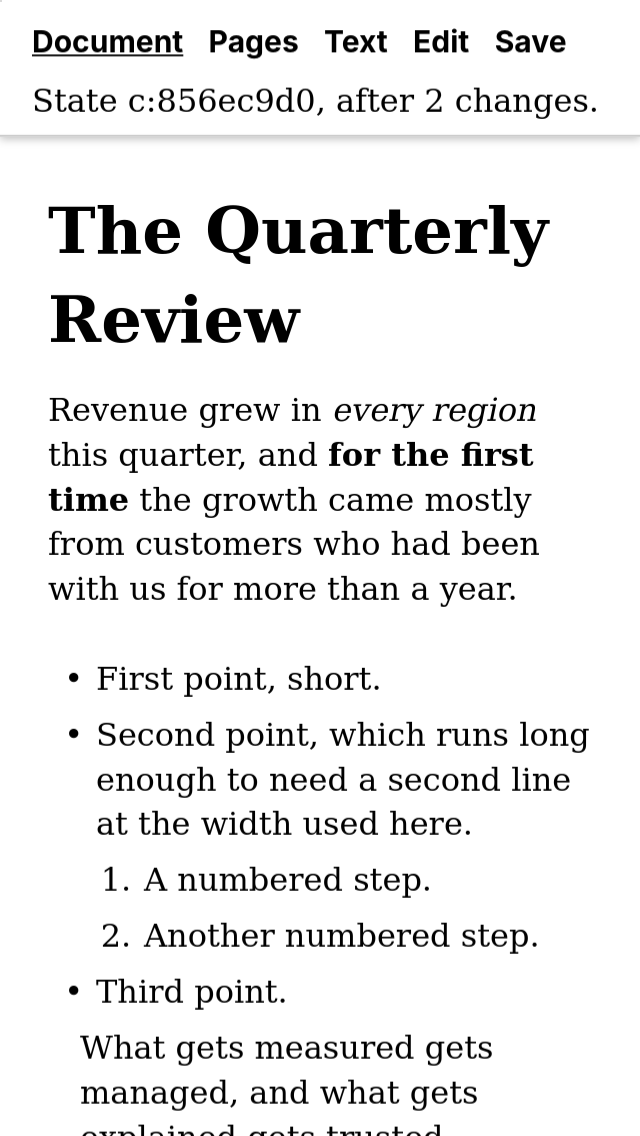 Document Pages Text Edit Save
State c:856ec9d0, after 2 changes.
The Quarterly
Review
Revenue grew in every region
this quarter, and for the first
time the growth came mostly
from customers who had been
with us for more than a year.
• First point, short.
• Second point, which runs long
enough to need a second line
at the width used here.
1. A numbered step.
2. Another numbered step.
• Third point.
What gets measured gets
managed, and what gets
explained gets trusted